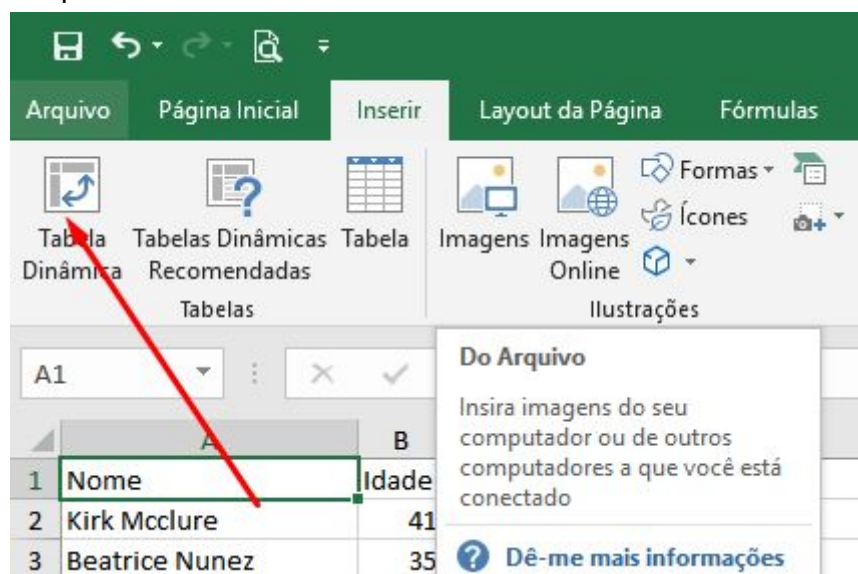 Arquivo Página Inicial Inserir Layout da Página Fórmulas
Formas
Ícones
Tabela Dinâmica
Tabelas Dinâmicas Recomendadas
Tabela
Imagens
Imagens Online
Tabelas
Ilustrações
A1
Do Arquivo
Insira imagens do seu
computador ou de outros
computadores a que você está
conectado
Dê-me mais informações
A B
1 Nome Idade
2 Kirk Mcclure 41
3 Beatrice Nunez 35